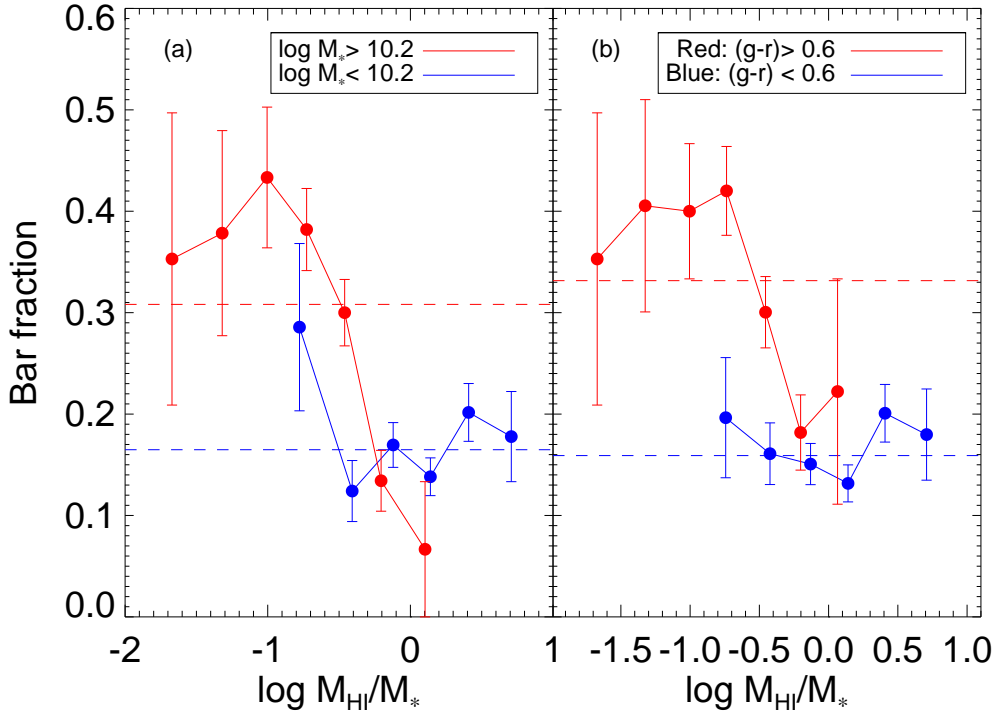 (a)
log M* > 10.2
log M* < 10.2
(b)
Red: (g-r)> 0.6
Blue: (g-r) < 0.6
Bar fraction
0.6
0.5
0.4
0.3
0.2
0.1
0.0
-2 -1 0 1
-1.5 -1.0 -0.5 0.0 0.5 1.0
log MHI/M*
log MHI/M*